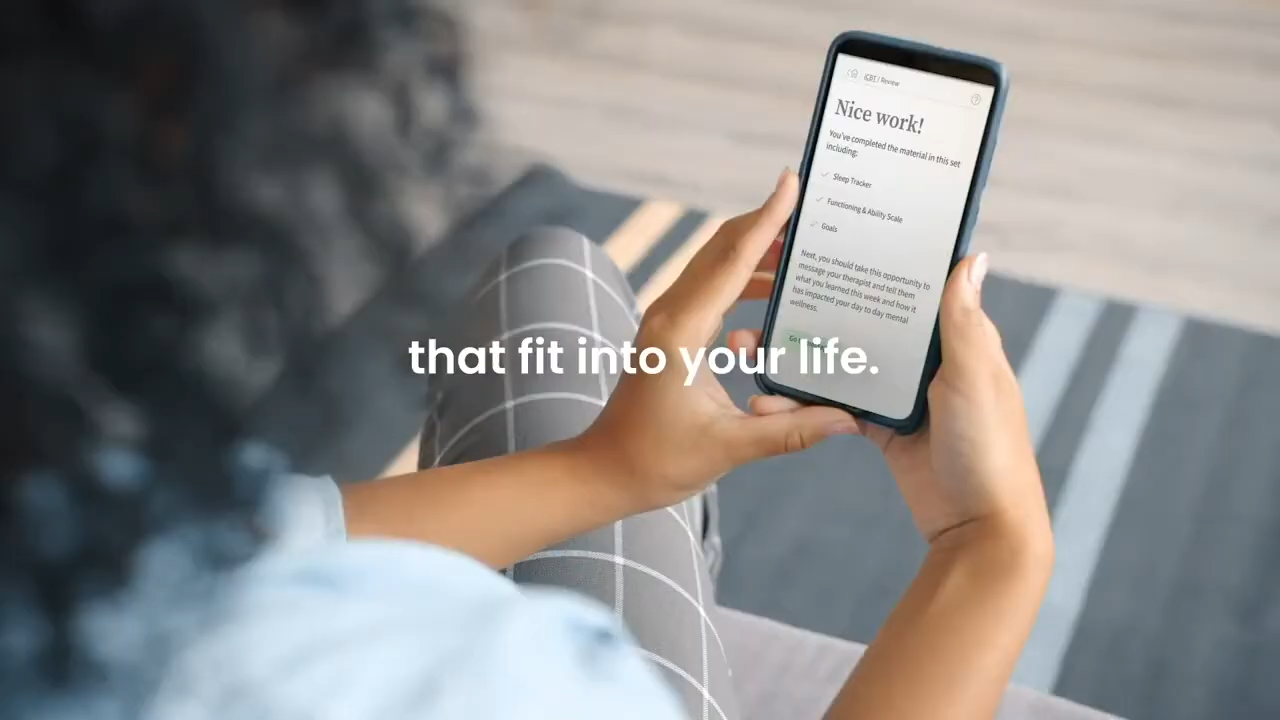 iCBT / Review
Nice work!
You've completed the material in this set
including:
Sleep Tracker
Functioning & Ability Scale
Goals
Next, you should take this opportunity to
message your therapist and tell them
what you learned this week and how it
has impacted your day to day mental
wellness.
Go
that fit into your life.